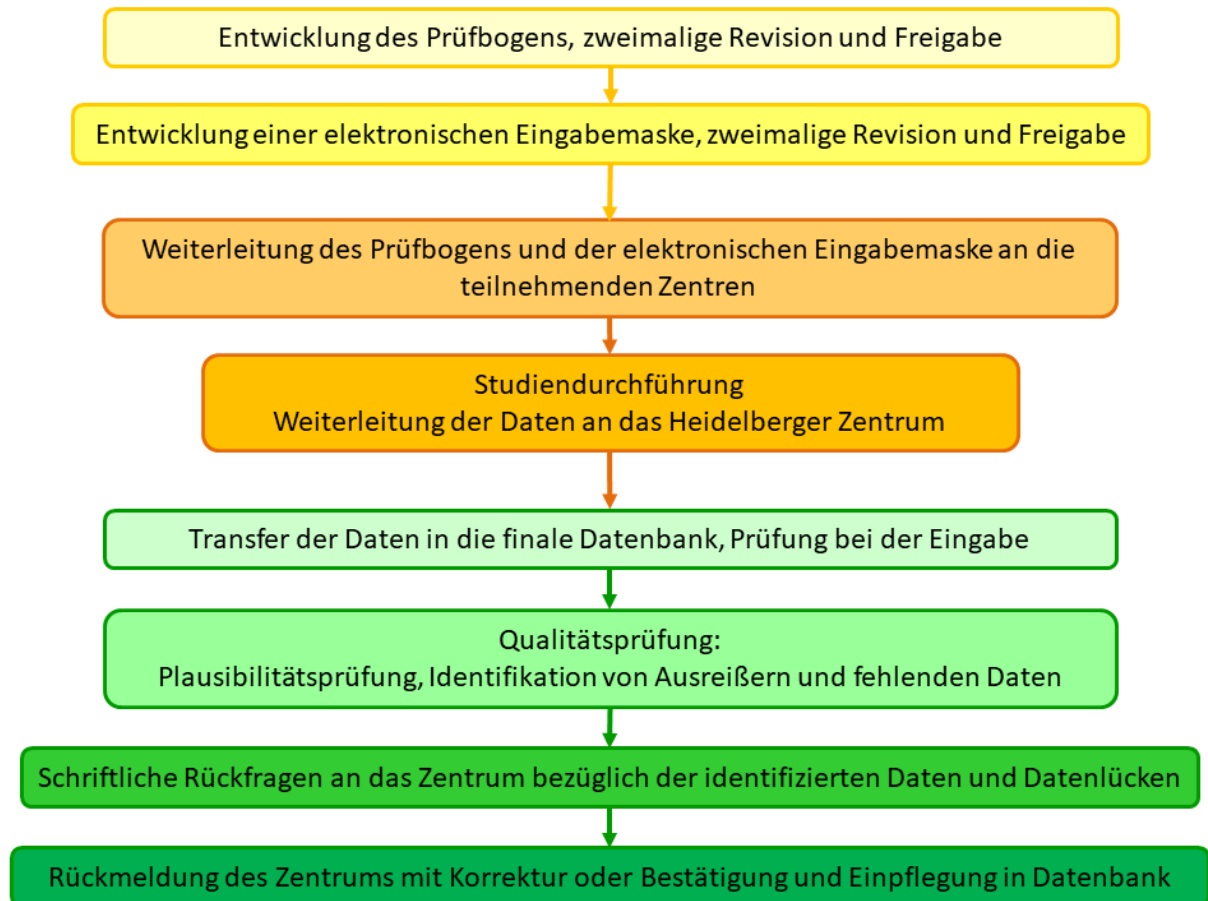 Entwicklung des Prüfbogens, zweimalige Revision und Freigabe
Entwicklung einer elektronischen Eingabemaske, zweimalige Revision und Freigabe
Weiterleitung des Prüfbogens und der elektronischen Eingabemaske an die
teilnehmenden Zentren
Studiendurchführung
Weiterleitung der Daten an das Heidelberger Zentrum
Transfer der Daten in die finale Datenbank, Prüfung bei der Eingabe
Qualitätsprüfung:
Plausibilitätsprüfung, Identifikation von Ausreißern und fehlenden Daten
Schriftliche Rückfragen an das Zentrum bezüglich der identifizierten Daten und Datenlücken
Rückmeldung des Zentrums mit Korrektur oder Bestätigung und Einpflegung in Datenbank